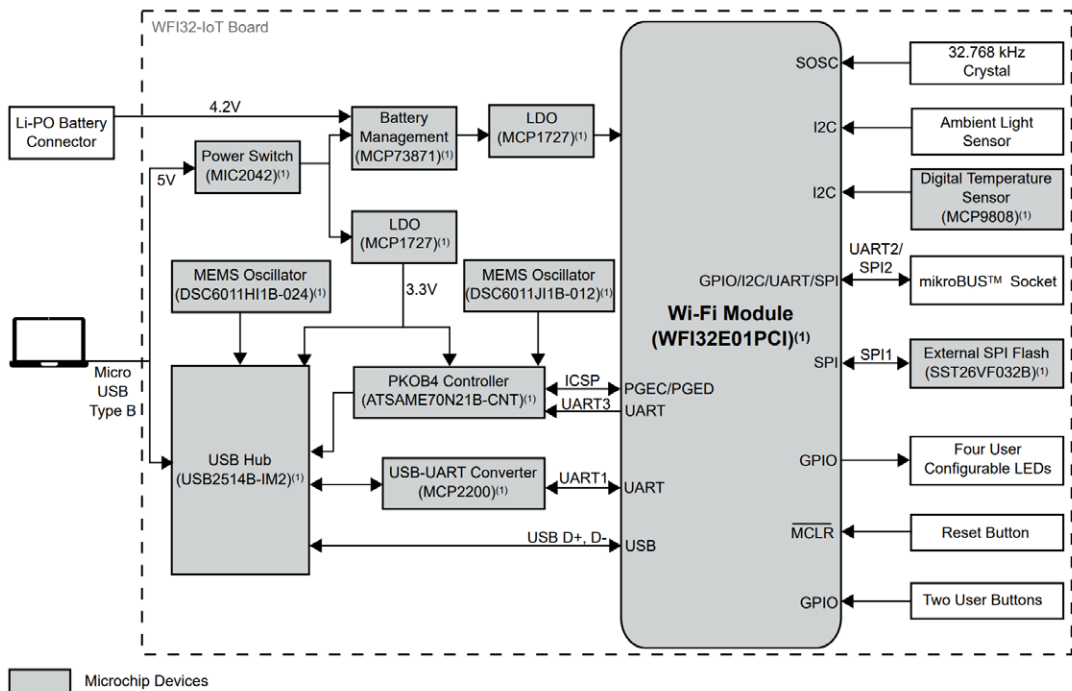 WFI32-IoT Board
Li-PO Battery
Connector
4.2V
5V
Power Switch
(MIC2042)(1)
Battery
Management
(MCP73871)(1)
LDO
(MCP1727)(1)
LDO
(MCP1727)(1)
3.3V
MEMS Oscillator
(DSC6011HI1B-024)(1)
MEMS Oscillator
(DSC6011JI1B-012)(1)
Micro
USB
Type B
USB Hub
(USB2514B-IM2)(1)
PKOB4 Controller
(ATSAME70N21B-CNT)(1)
ICSP
UART3
USB-UART Converter
(MCP2200)(1)
UART1
USB D+, D-
Wi-Fi Module
(WFI32E01PCI)(1)
PGEC/PGED
UART
UART
USB
SOSC
I2C
I2C
GPIO/I2C/UART/SPI
SPI
GPIO
MCLR
GPIO
32.768 kHz
Crystal
Ambient Light
Sensor
Digital Temperature
Sensor
(MCP9808)(1)
UART2/
SPI2
mikroBUS™ Socket
SPI1
External SPI Flash
(SST26VF032B)(1)
Four User
Configurable LEDs
Reset Button
Two User Buttons
Microchip Devices